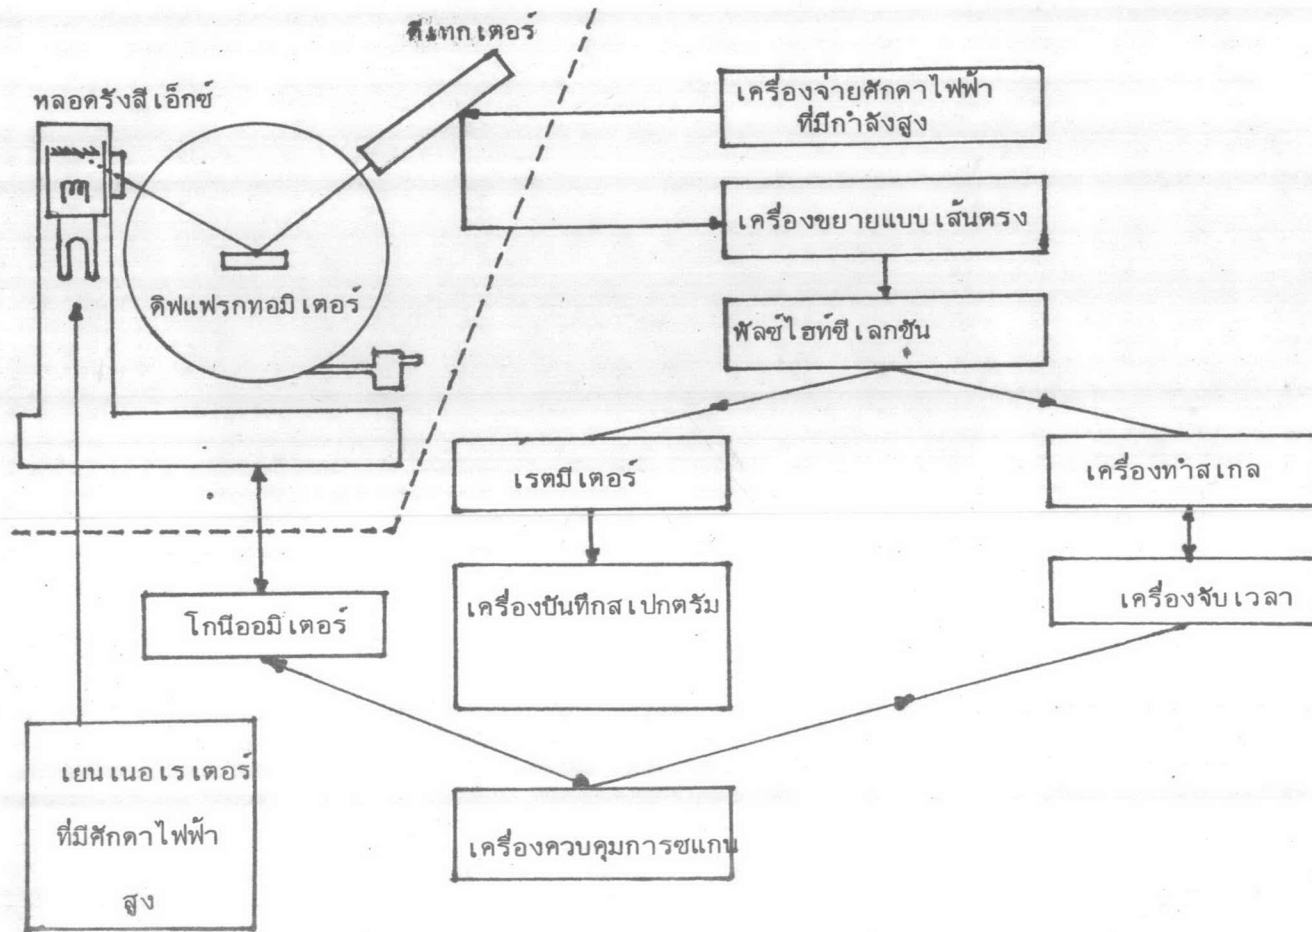 ดีเทกเตอร์
หลอดรังสีเอ็กซ์
เครื่องจ่ายศักดาไฟฟ้า
ที่มีกำลังสูง
เครื่องขยายแบบเส้นตรง
ดิฟแฟรกทอมิเตอร์
พัลซ์ไฮท์ซีเลกชัน
เรตมิเตอร์
เครื่องทำสเกล
โกนีออมิเตอร์
เครื่องบันทึกสเปกตรัม
เครื่องจับเวลา
เยนเนอเรเตอร์
ที่มีศักดาไฟฟ้า
สูง
เครื่องควบคุมการซแกน